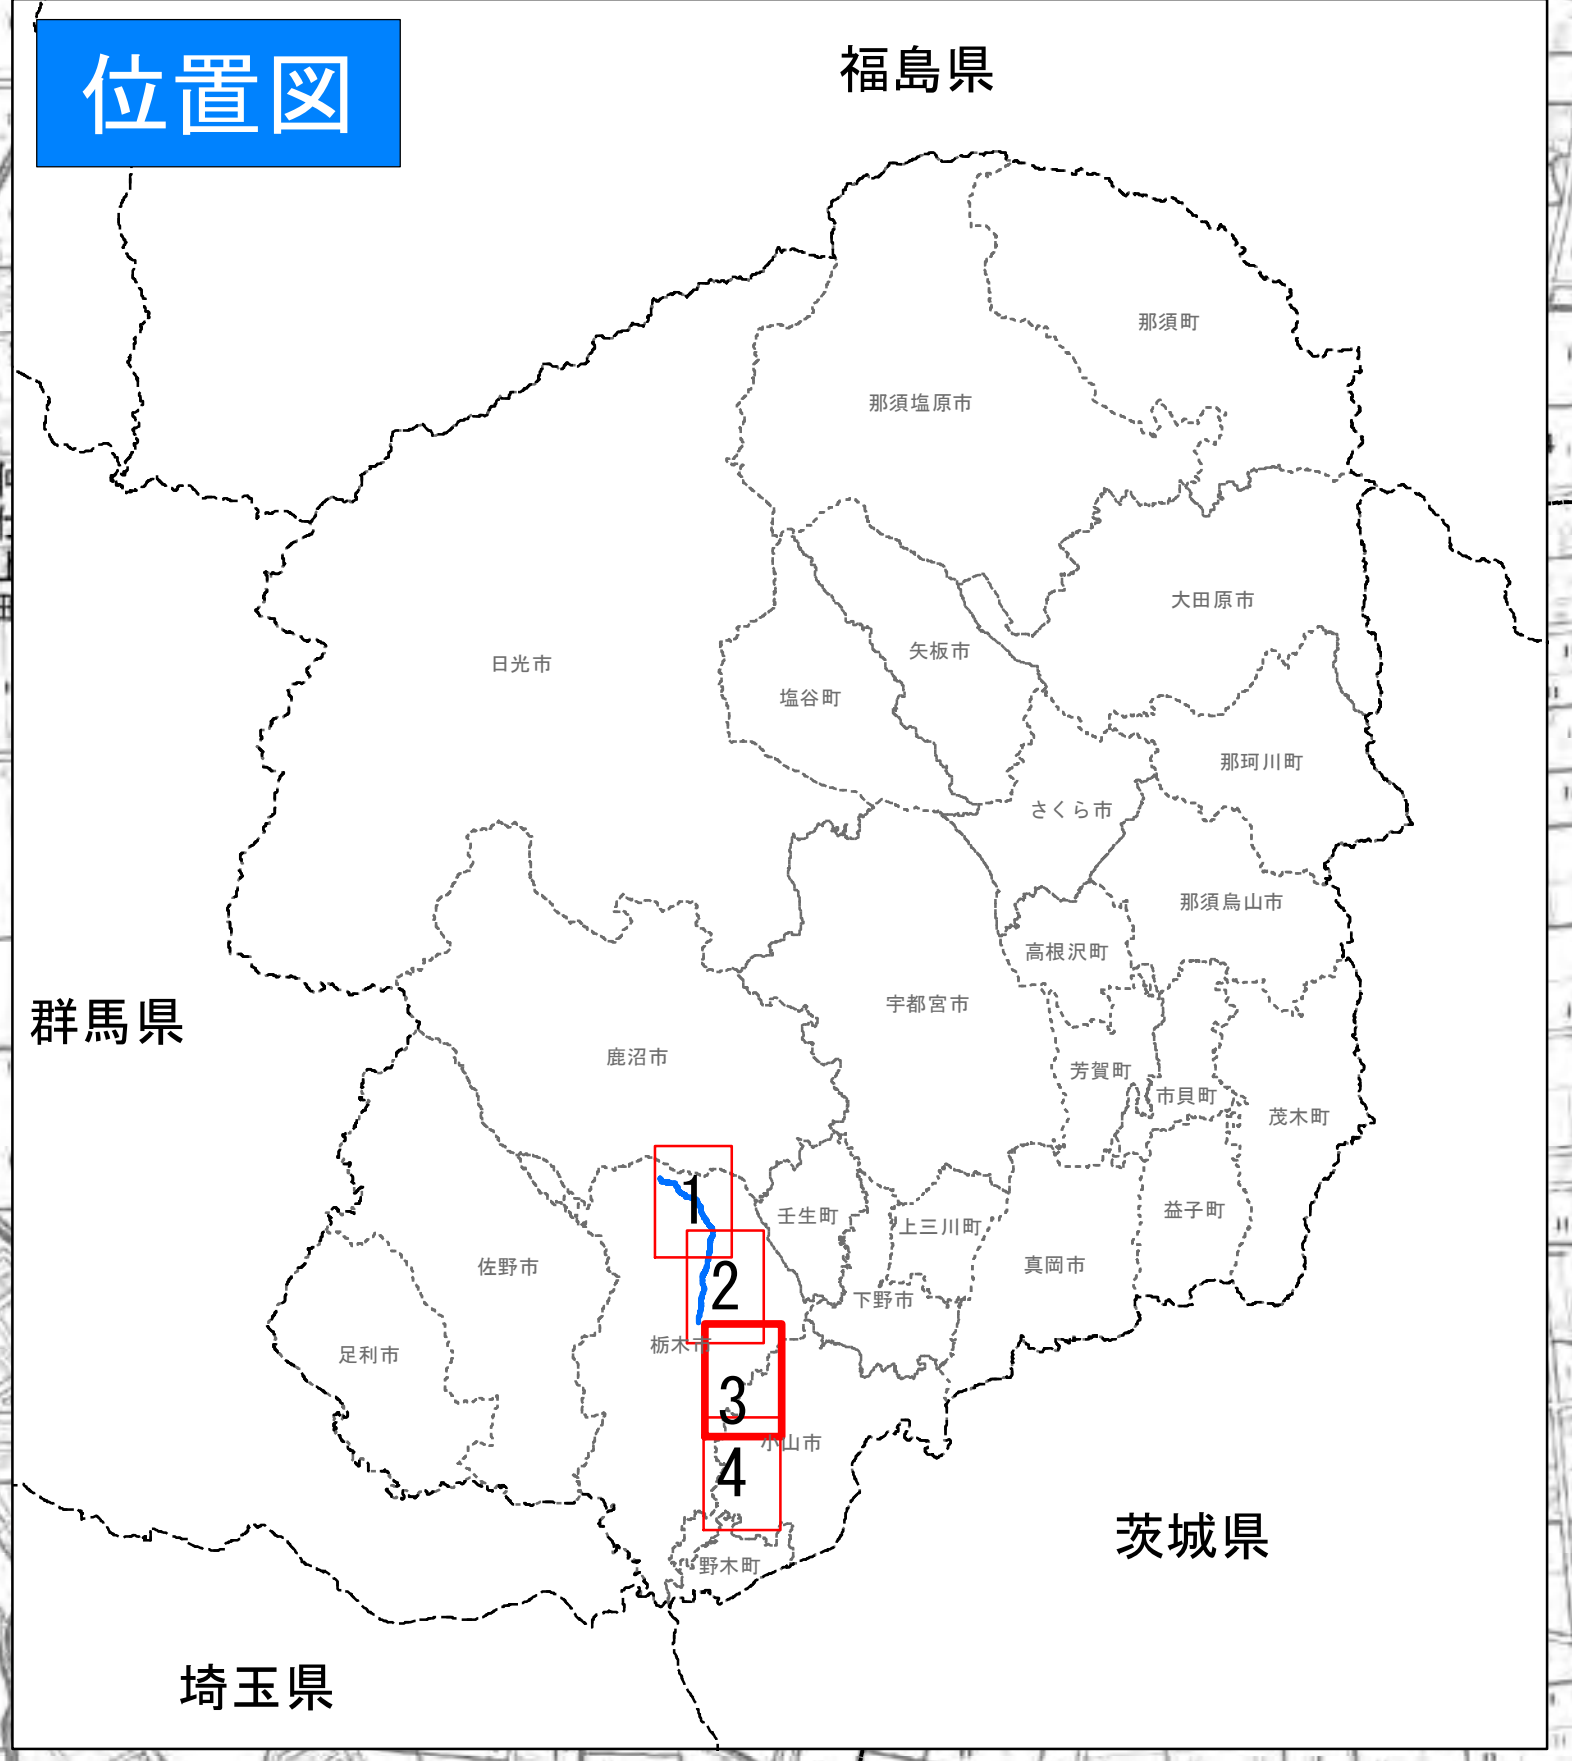 位置図
福島県
那須町
那須塩原市
大田原市
日光市
矢板市
塩谷町
那珂川町
さくら市
那須烏山市
高根沢町
宇都宮市
群馬県
鹿沼市
芳賀町
市貝町
茂木町
1
壬生町
上三川町
益子町
佐野市
真岡市
2
下野市
栃木市
足利市
3
小山市
4
茨城県
野木町
埼玉県